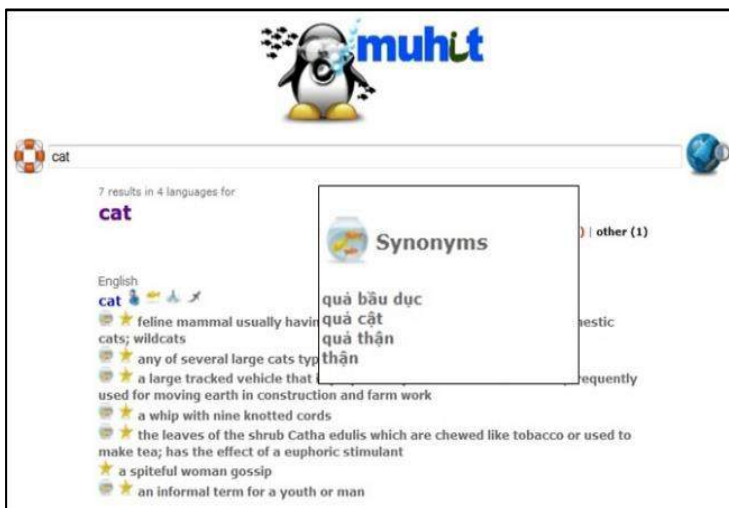 muhit
cat
7 results in 4 languages for
cat
) | other (1)
Synonyms
quả bầu dục
quả cật
quả thận
thận
English
cat
feline mammal usually havin
nestic
cats; wildcats
any of several large cats typ
a large tracked vehicle that i
requently
used for moving earth in construction and farm work
a whip with nine knotted cords
the leaves of the shrub Catha edulis which are chewed like tobacco or used to
make tea; has the effect of a euphoric stimulant
a spiteful woman gossip
an informal term for a youth or man